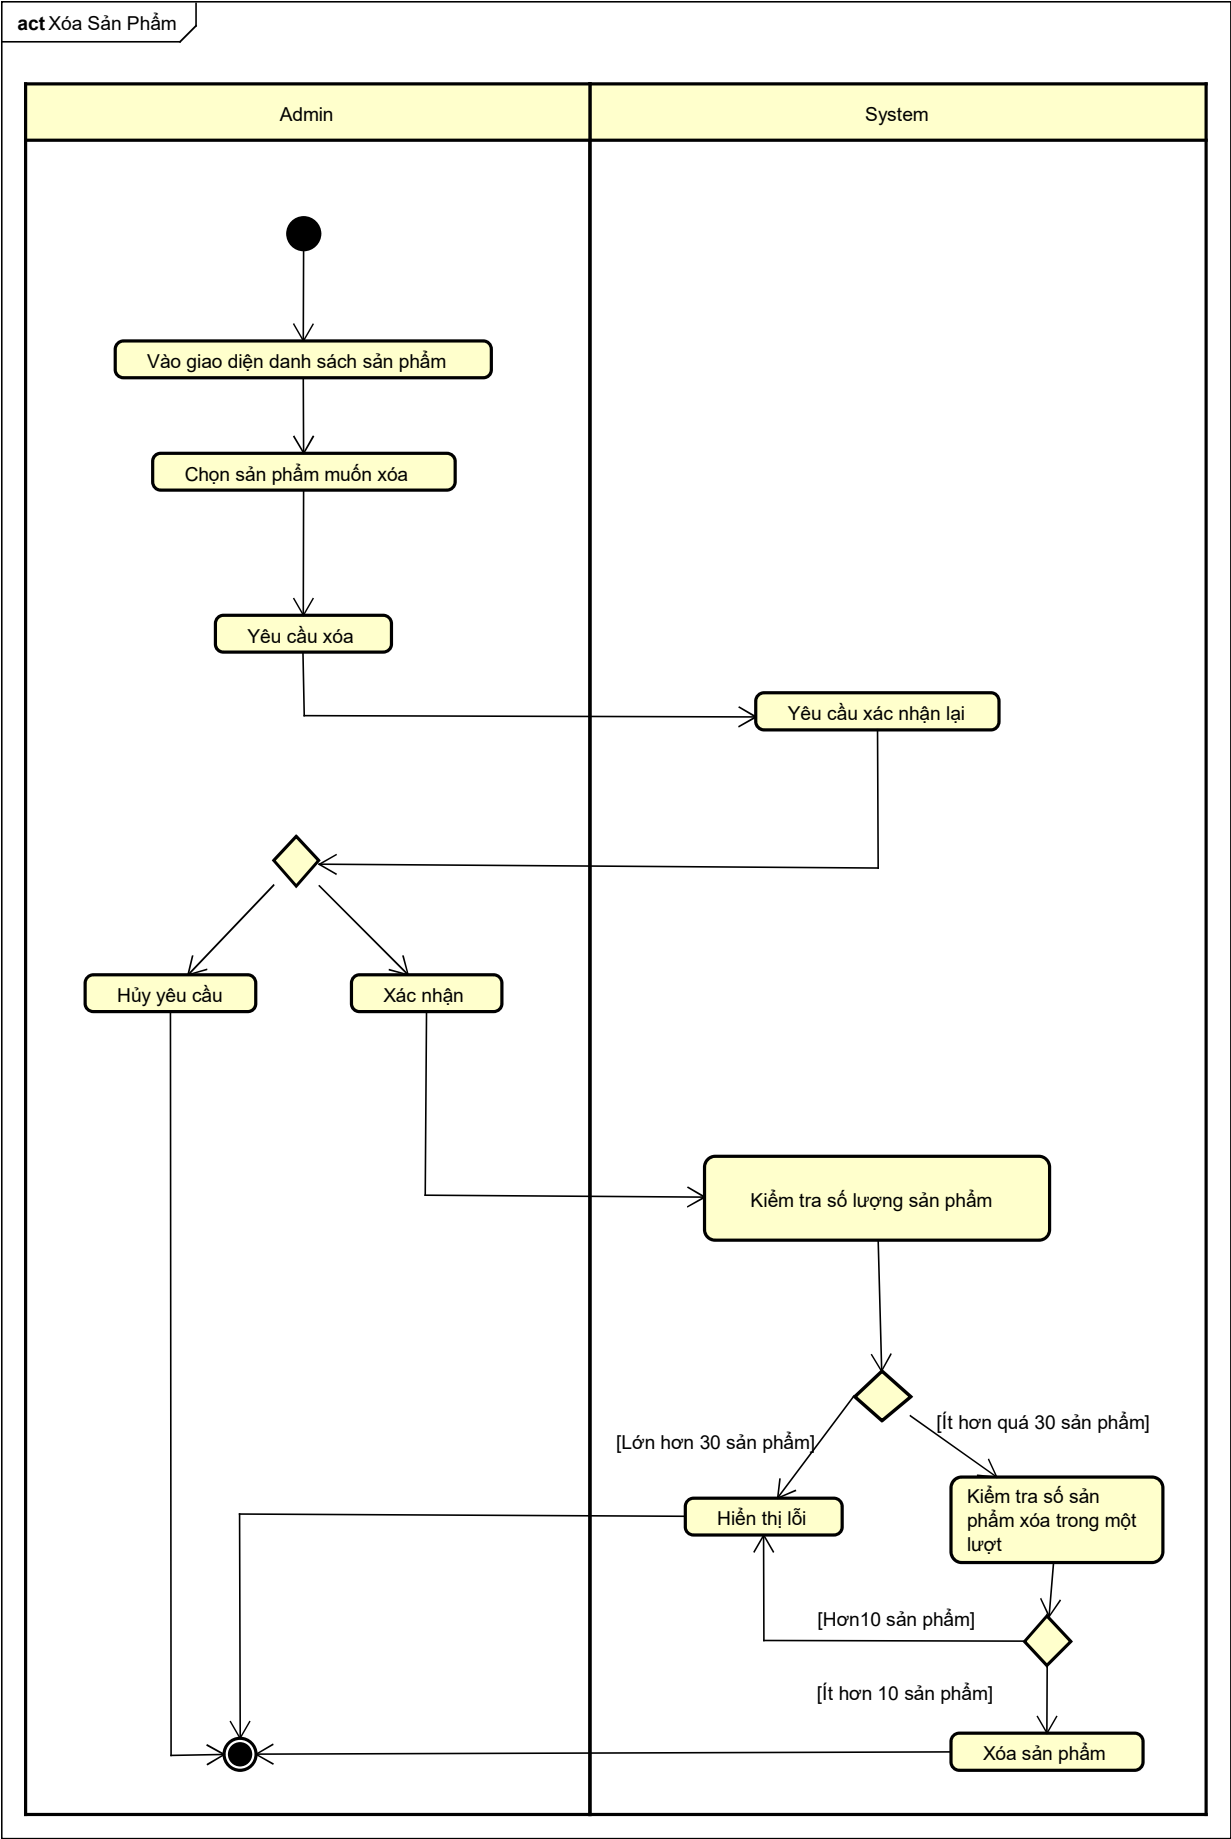 act Xóa Sản Phẩm
Admin
System
Vào giao diện danh sách sản phẩm
Chọn sản phẩm muốn xóa
Yêu cầu xóa
Yêu cầu xác nhận lại
Hủy yêu cầu
Xác nhận
Kiểm tra số lượng sản phẩm
[Lớn hơn 30 sản phẩm]
[Ít hơn quá 30 sản phẩm]
Hiển thị lỗi
Kiểm tra số sản
phẩm xóa trong một
lượt
[Hơn10 sản phẩm]
[Ít hơn 10 sản phẩm]
Xóa sản phẩm